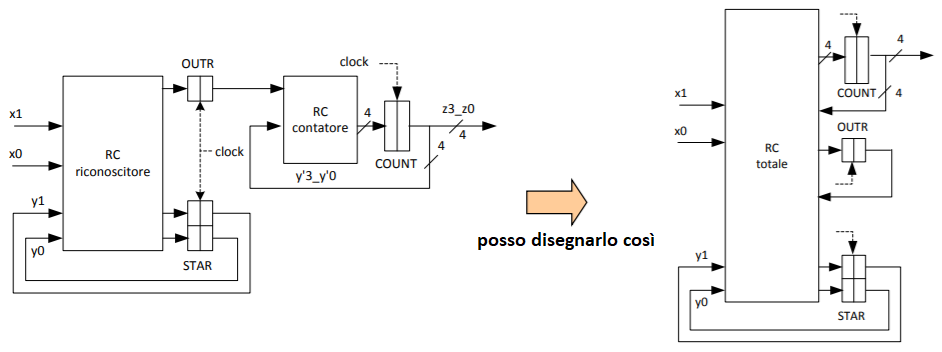 OUTR
clock
x1
x0
RC
riconoscitore
clock
RC
contatore
4
z3_z0
4
COUNT
4
y'3_y'0
y1
y0
STAR
posso disegnarlo così
4
4
COUNT
4
x1
x0
OUTR
RC
totale
y1
y0
STAR